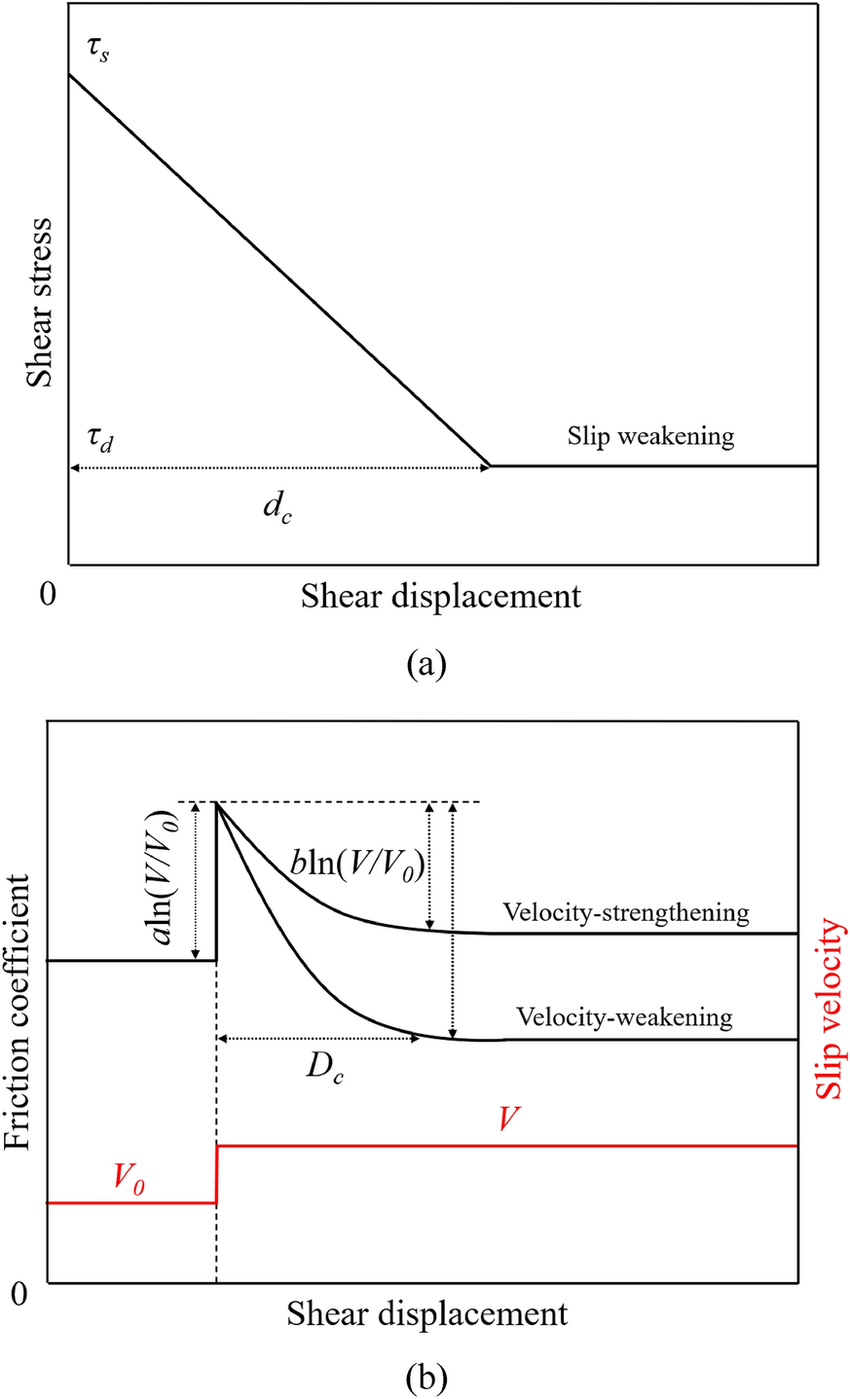 τs
Shear stress
τd
Slip weakening
dc
0
Shear displacement
(a)
aln(V/V0)
bln(V/V0)
Velocity-strengthening
Velocity-weakening
Dc
Friction coefficient
Slip velocity
V
V0
0
Shear displacement
(b)